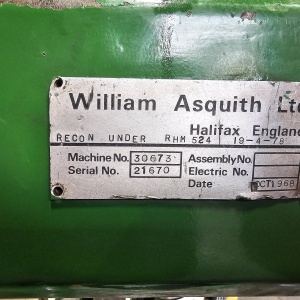 William Asquith Ltd
Halifax England
RECON UNDER RHM 524 19-4-78
Machine No. 30673 Assembly No.
Serial No. 21670 Electric No.
Date OCT 1968